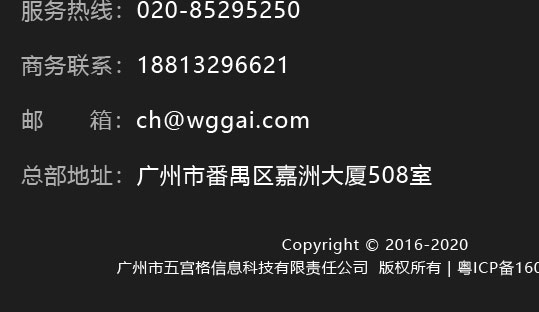 服务热线：020-85295250
商务联系：18813296621
邮　　箱：ch@wggai.com
总部地址：广州市番禺区嘉洲大厦508室
Copyright © 2016-2020
广州市五宫格信息科技有限责任公司 版权所有 | 粤ICP备160